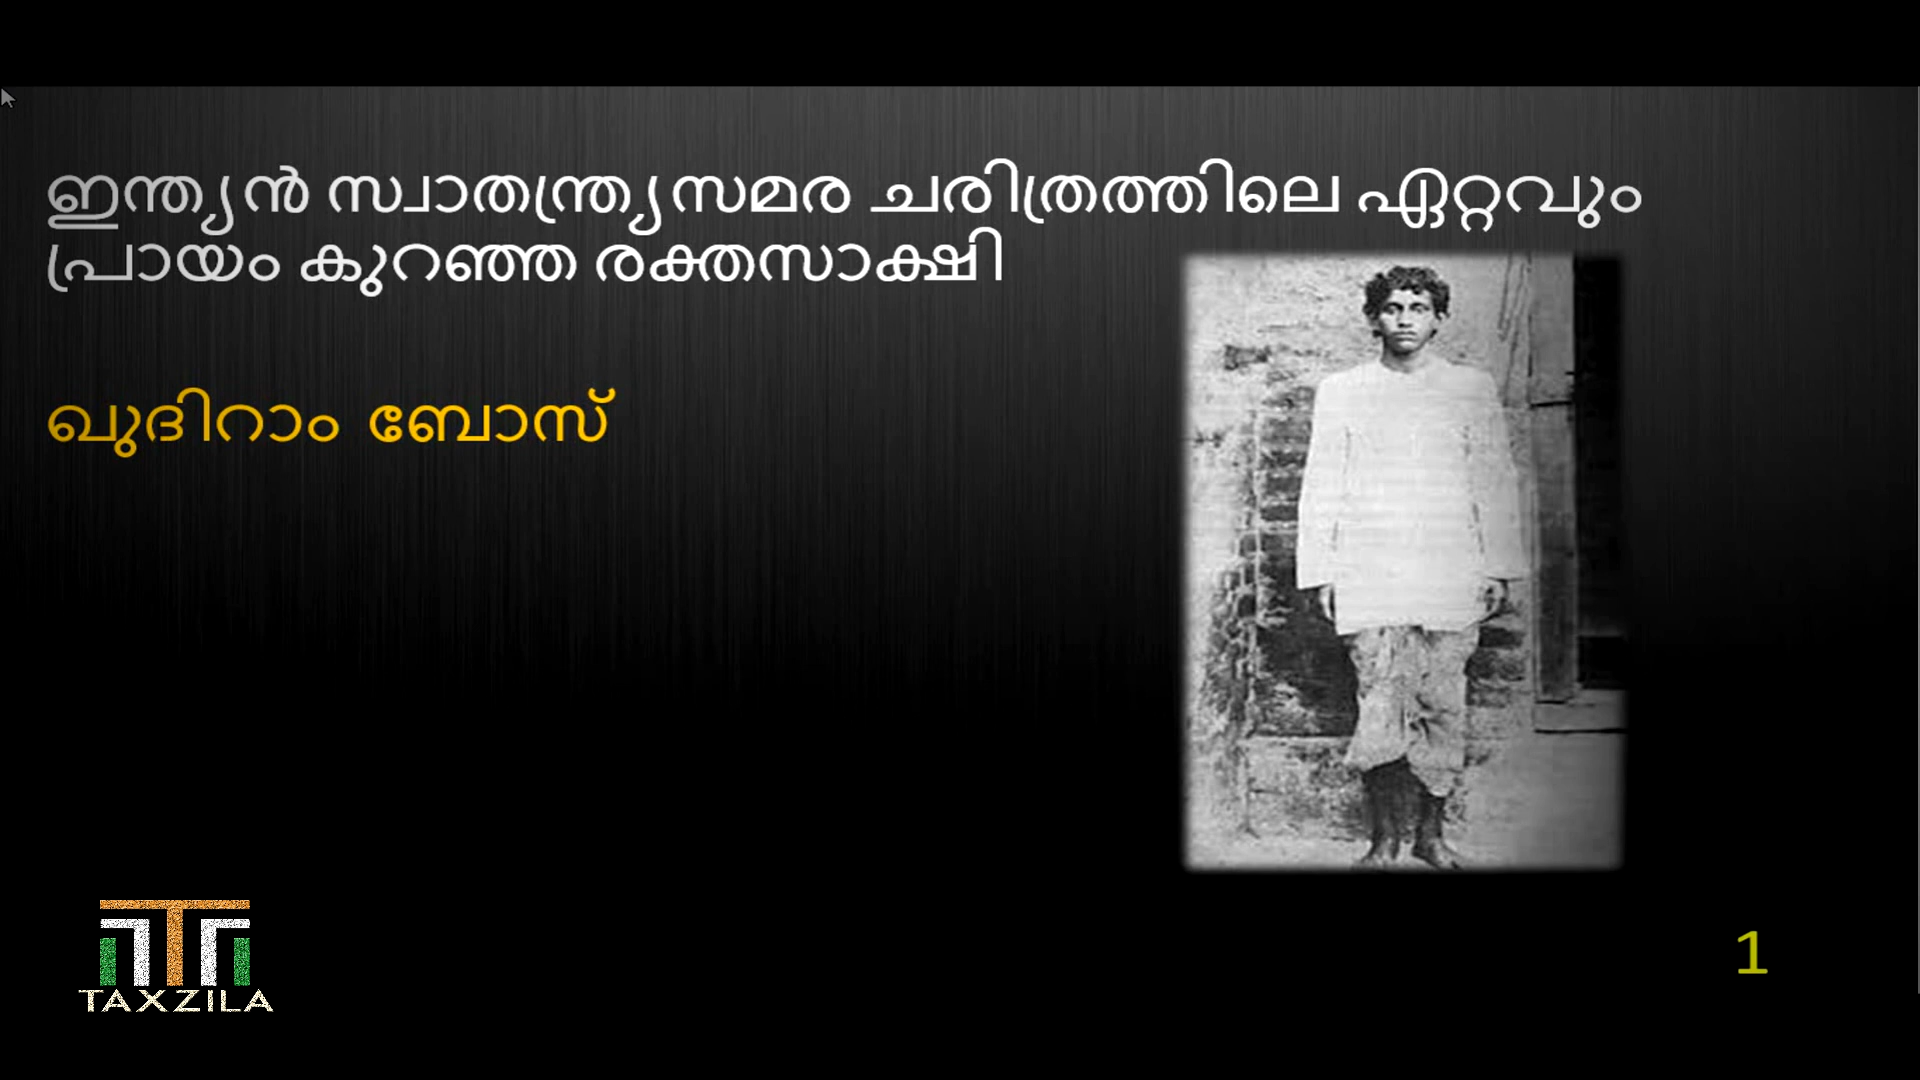 ഇന്ത്യൻ സ്വാതന്ത്ര്യസമര ചരിത്രത്തിലെ ഏറ്റവും
പ്രായം കുറഞ്ഞ രക്തസാക്ഷി
ഖുദിറാം ബോസ്
TAXZILA
1